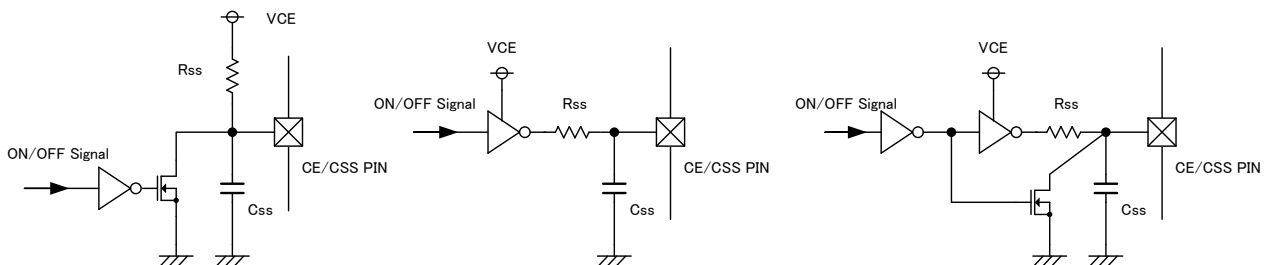 VCE
Rss
ON/OFF Signal
CE/CSS PIN
Css
VCE
ON/OFF Signal
Rss
CE/CSS PIN
Css
VCE
ON/OFF Signal
Rss
CE/CSS PIN
Css